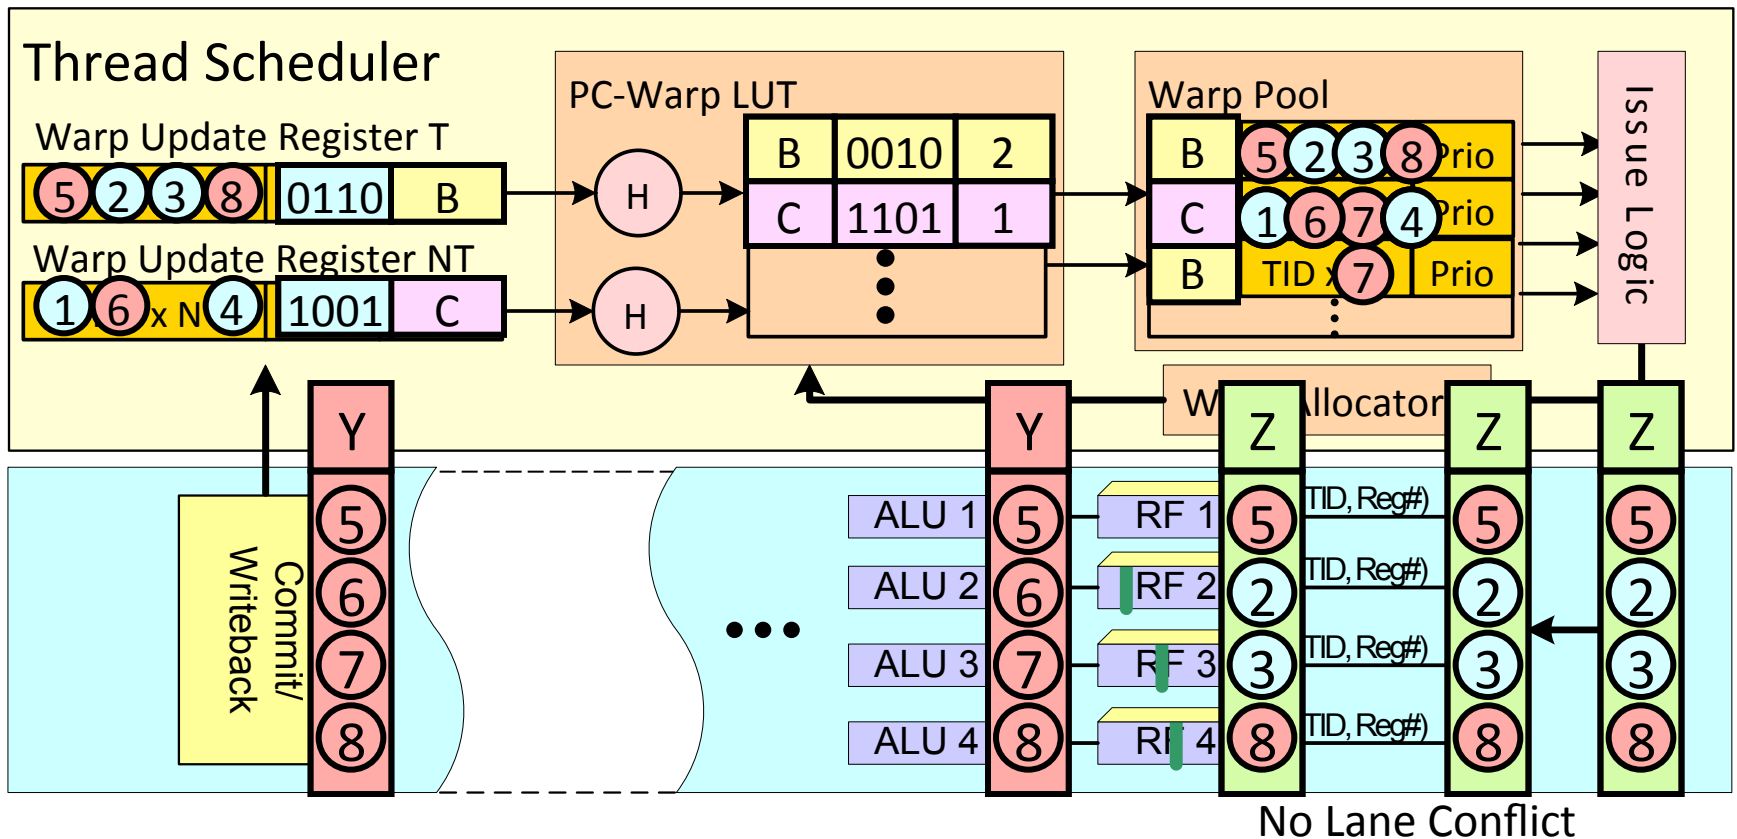 Thread Scheduler
Warp Update Register T
5 2 3 8 0110 B
Warp Update Register NT
1 6 x N 4 1001 C
PC-Warp LUT
H
H
B 0010 2
C 1101 1
Warp Pool
B 5 2 3 8 Prio
C 1 6 7 4 Prio
B TID x 7 Prio
Issue Logic
Allocator
Y
5
6
7
8
Commit/
Writeback
ALU 1
ALU 2
ALU 3
ALU 4
Y
5
6
7
8
RF 1
RF 2
RF 3
RF 4
Z
5
2
3
8
TID, Reg#)
TID, Reg#)
TID, Reg#)
TID, Reg#)
Z
5
2
3
8
Z
5
2
3
8
No Lane Conflict